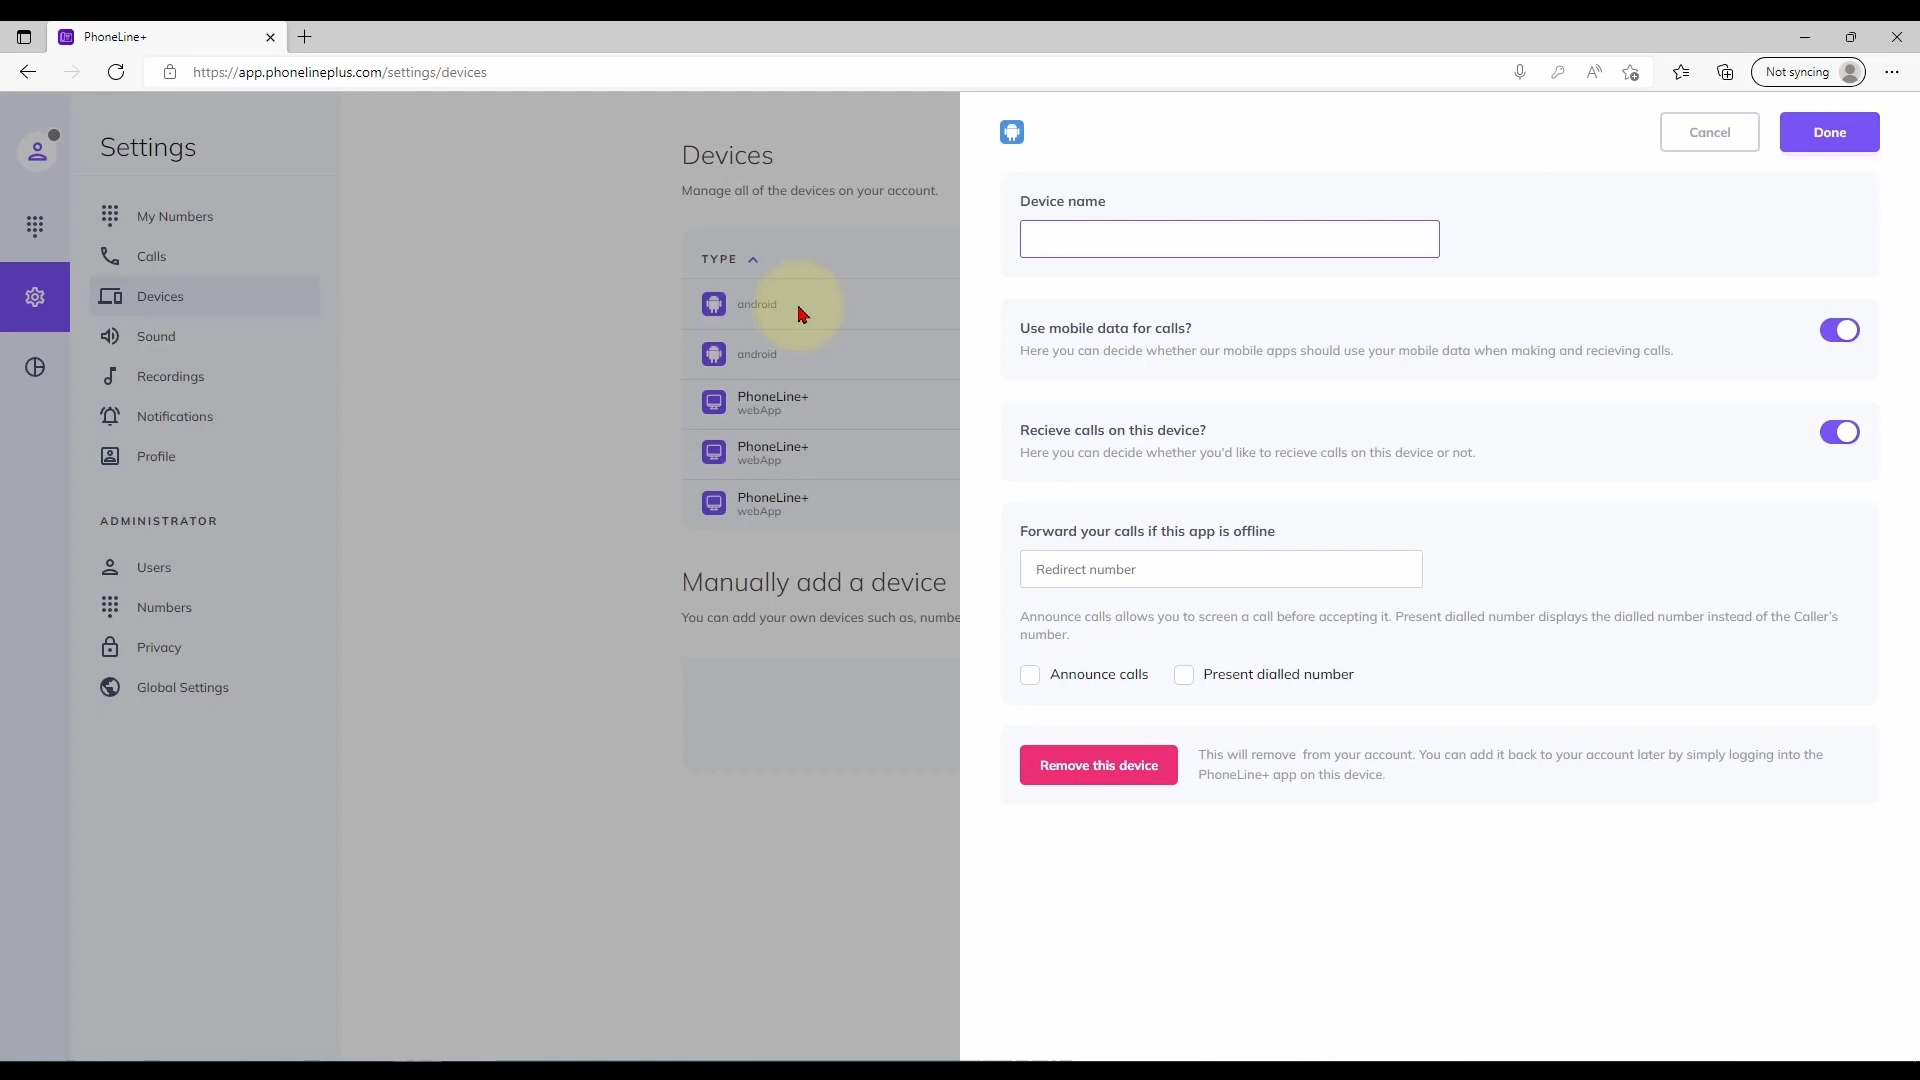 PhoneLine+
https://app.phonelineplus.com/settings/devices
Not syncing
Settings
My Numbers
Calls
Devices
Sound
Recordings
Notifications
Profile
ADMINISTRATOR
Users
Numbers
Privacy
Global Settings
Devices
Manage all of the devices on your account.
TYPE
android
android
PhoneLine+
webApp
PhoneLine+
webApp
PhoneLine+
webApp
Manually add a device
You can add your own devices such as, numbe
Cancel
Done
Device name
Use mobile data for calls?
Here you can decide whether our mobile apps should use your mobile data when making and recieving calls.
Recieve calls on this device?
Here you can decide whether you'd like to recieve calls on this device or not.
Forward your calls if this app is offline
Redirect number
Announce calls allows you to screen a call before accepting it. Present dialled number displays the dialled number instead of the Caller's
number.
Announce calls
Present dialled number
Remove this device
This will remove from your account. You can add it back to your account later by simply logging into the
PhoneLine+ app on this device.